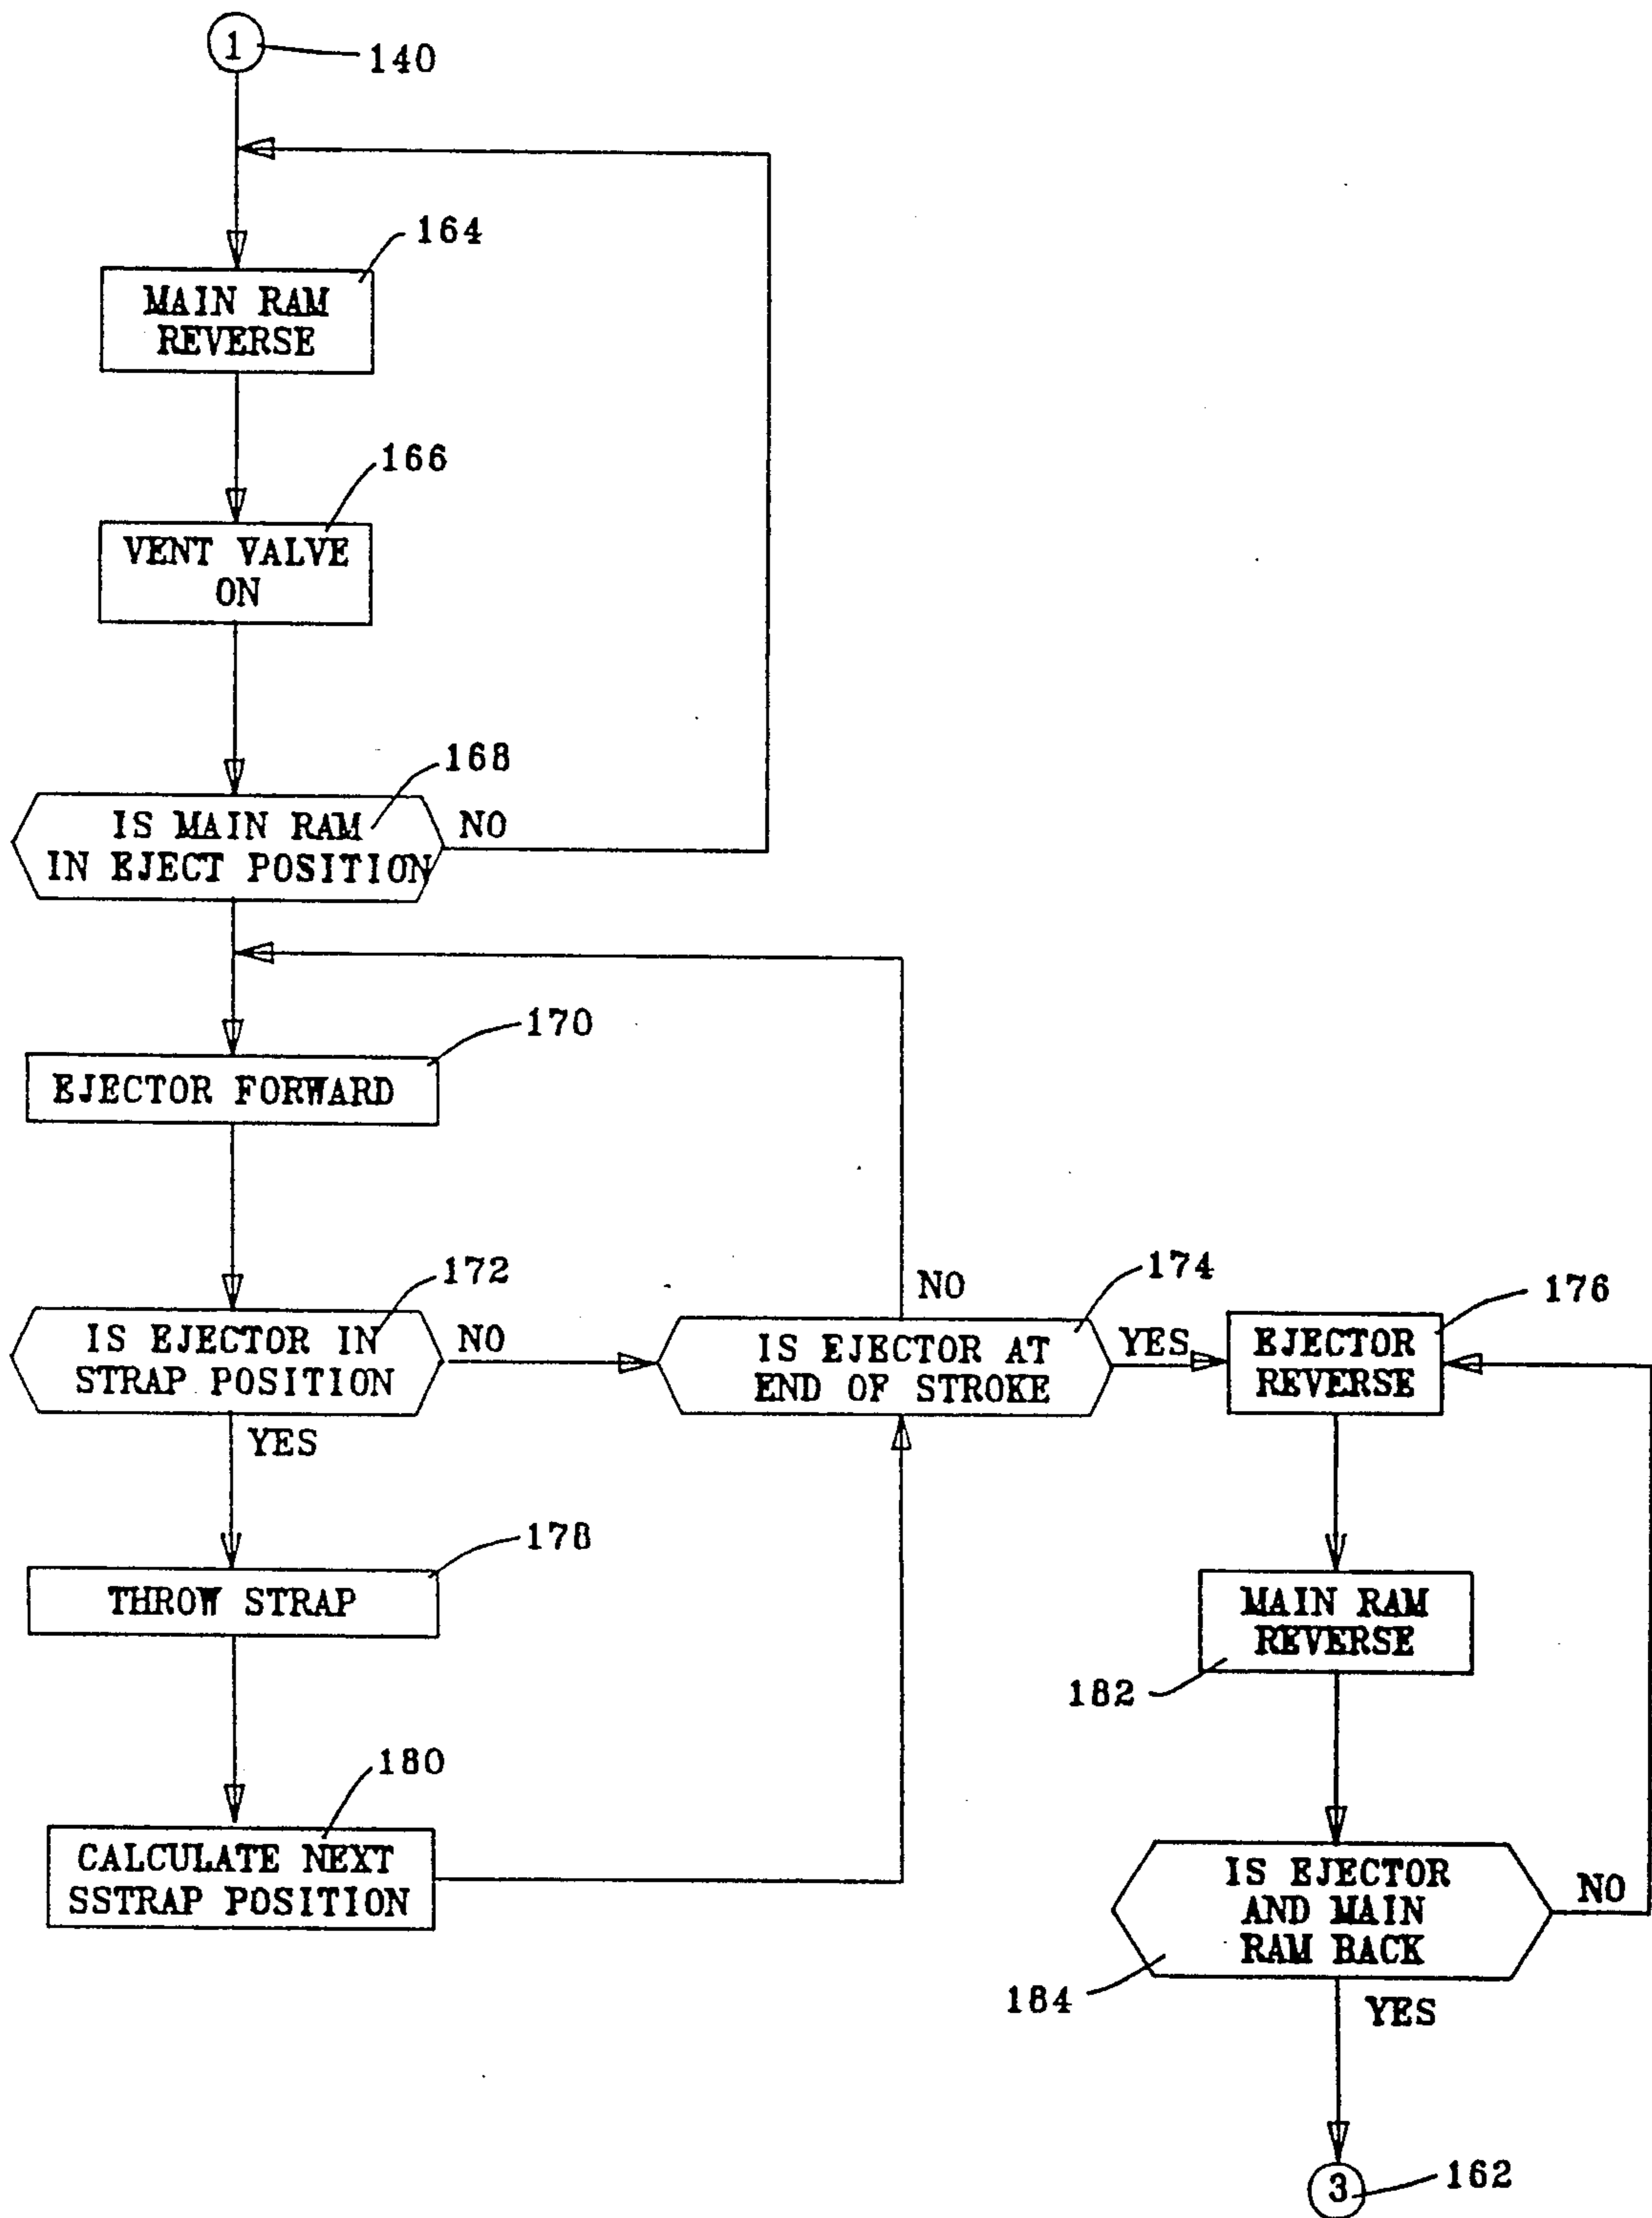 1
140
164
MAIN RAM
REVERSE
166
VENT VALVE
ON
168
IS MAIN RAM
IN EJECT POSITION
NO
170
EJECTOR FORWARD
172
IS EJECTOR IN
STRAP POSITION
NO
YES
174
NO
IS EJECTOR AT
END OF STROKE
YES
176
EJECTOR
REVERSE
178
THROW STRAP
MAIN RAM
REVERSE
182
180
CALCULATE NEXT
SSTRAP POSITION
IS EJECTOR
AND MAIN
RAM BACK
NO
184
YES
3
162